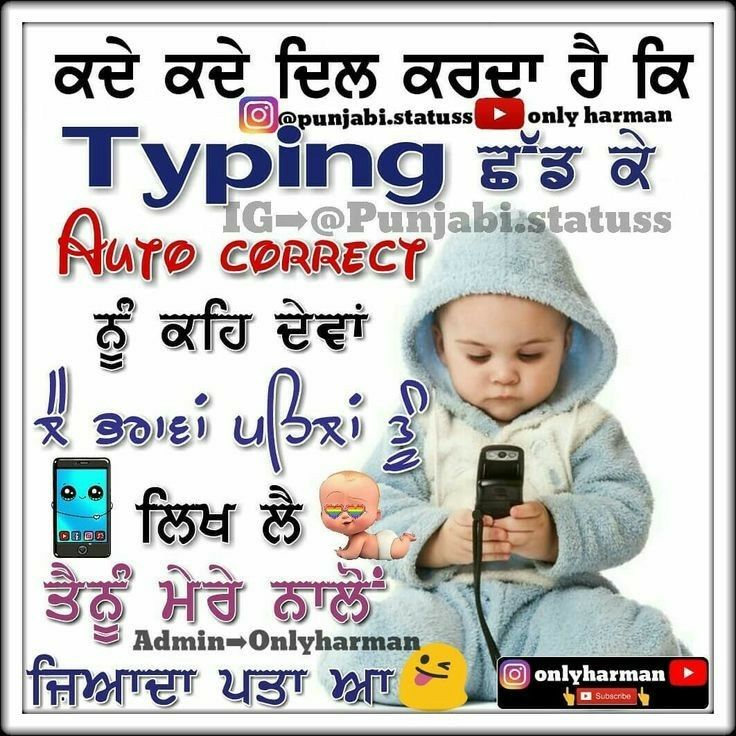 ਕਦੇ ਕਦੇ ਦਿਲ ਕਰਦਾ ਹੈ ਕਿ
@punjabi.statuss only harman
Typing ਛੱਡ ਕੇ
IG➡@Punjabi.statuss
AUTO CORRECT
ਨੂੰ ਕਹਿ ਦੇਵਾਂ
ਲੈ ਭਰਾਵਾਂ ਪਹਿਲਾਂ ਤੂੰ
ਲਿਖ ਲੈ
ਤੈਨੂੰ ਮੇਰੇ ਨਾਲੋਂ
Admin➡Onlyharman
ਜ਼ਿਆਦਾ ਪਤਾ ਆ
onlyharman
Subscribe